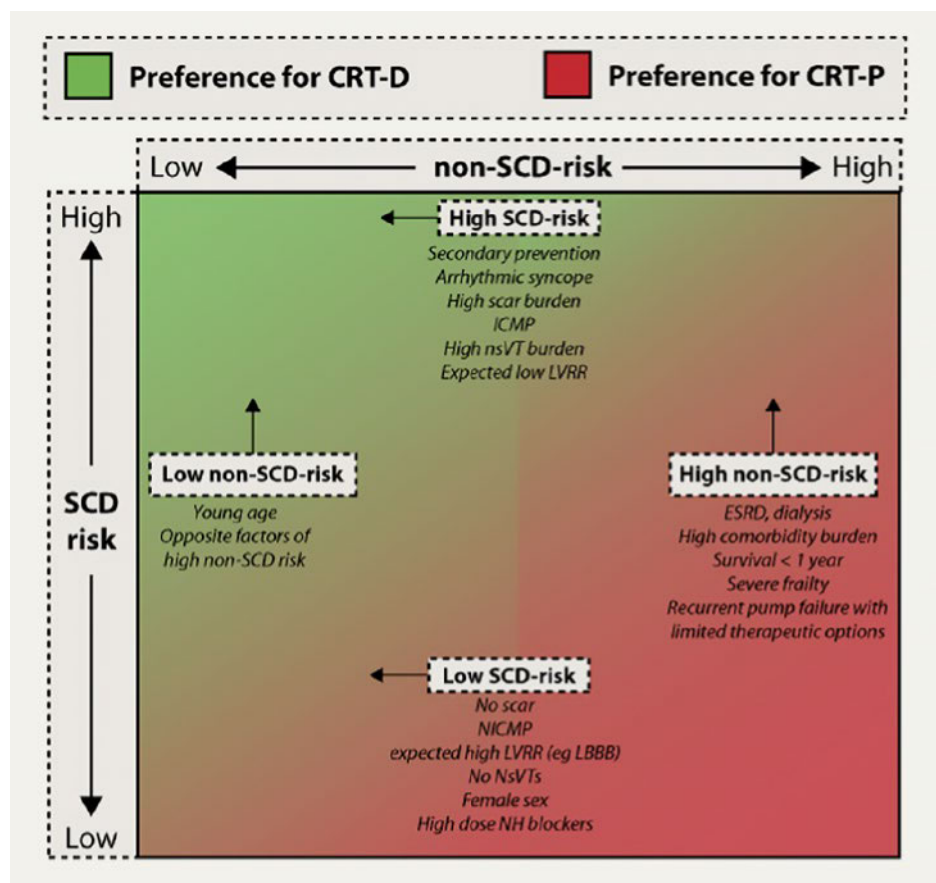 Preference for CRT-D
Preference for CRT-P
Low
non-SCD-risk
High
High
SCD
risk
Low
High SCD-risk
Secondary prevention
Arrhythmic syncope
High scar burden
ICMP
High nsVT burden
Expected low LVRR
Low non-SCD-risk
Young age
Opposite factors of
high non-SCD risk
High non-SCD-risk
ESRD, dialysis
High comorbidity burden
Survival < 1 year
Severe frailty
Recurrent pump failure with
limited therapeutic options
Low SCD-risk
No scar
NICMP
expected high LVRR (eg LBBB)
No NsVTs
Female sex
High dose NH blockers